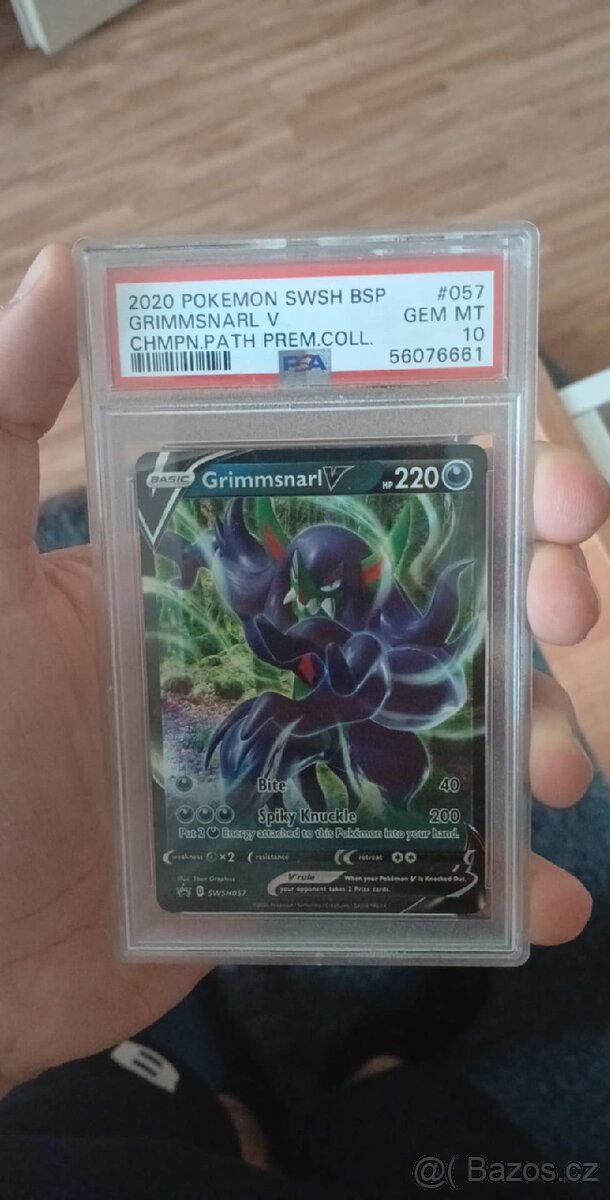 2020 POKEMON SWSH BSP #057
GRIMMSNARL V GEM MT
CHMPN.PATH PREM.COLL. 10
PSA 56076661
BASIC Grimmsnarl V HP 220
Bite 40
Spiky Knuckle 200
Put 2 Energy attached to this Pokémon into your hand.
weakness ×2 resistance retreat
V rule When your Pokémon V is Knocked Out,
your opponent takes 2 Prize cards.
SWSH057
@( Bazos.cz